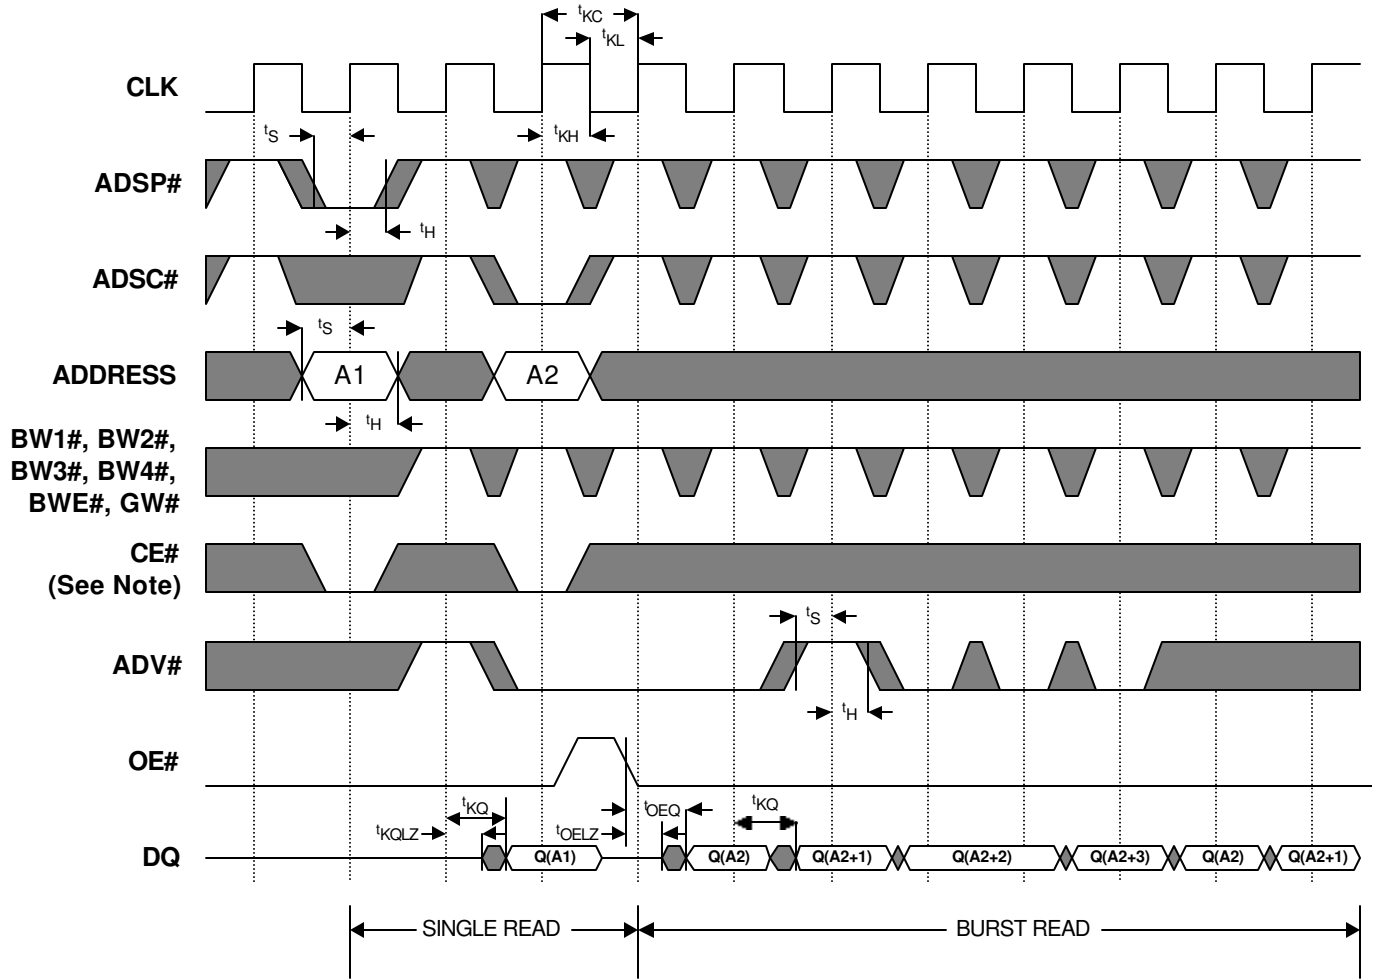 tKC
tKL
CLK
tS
tKH
ADSP#
tH
ADSC#
tS
ADDRESS
A1
A2
tH
BW1#, BW2#,
BW3#, BW4#,
BWE#, GW#
CE#
(See Note)
tS
ADV#
tH
OE#
tKQ
tOEQ
tKQ
tKQLZ
tOELZ
DQ
Q(A1)
Q(A2)
Q(A2+1)
Q(A2+2)
Q(A2+3)
Q(A2)
Q(A2+1)
SINGLE READ
BURST READ